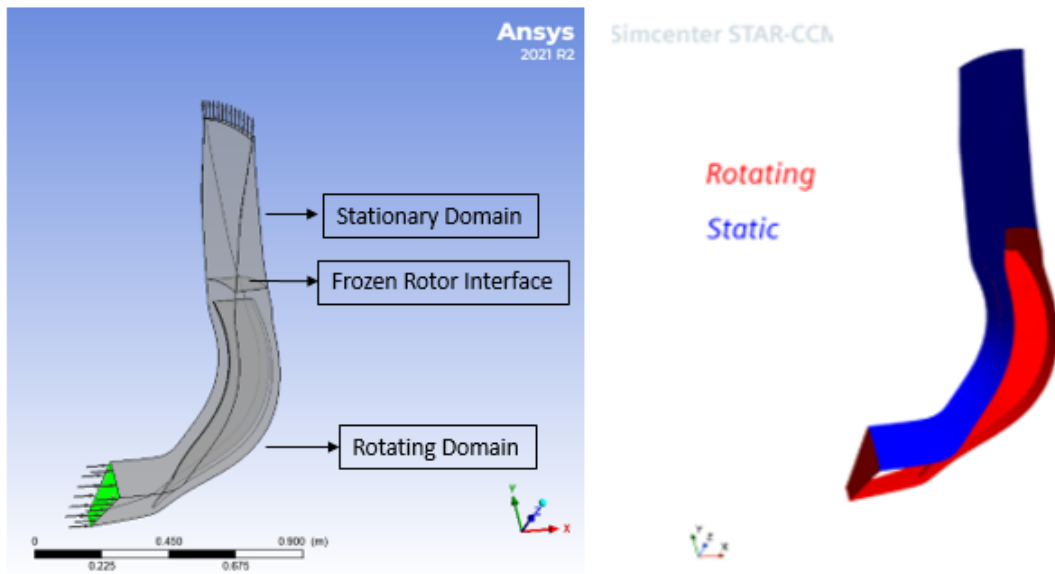 Ansys
2021 R2
Stationary Domain
Frozen Rotor Interface
Rotating Domain
Y
Z
X
0
0.450
0.900 (m)
0.225
0.675
Simcenter STAR-CCM
Rotating
Static
Y
Z
X